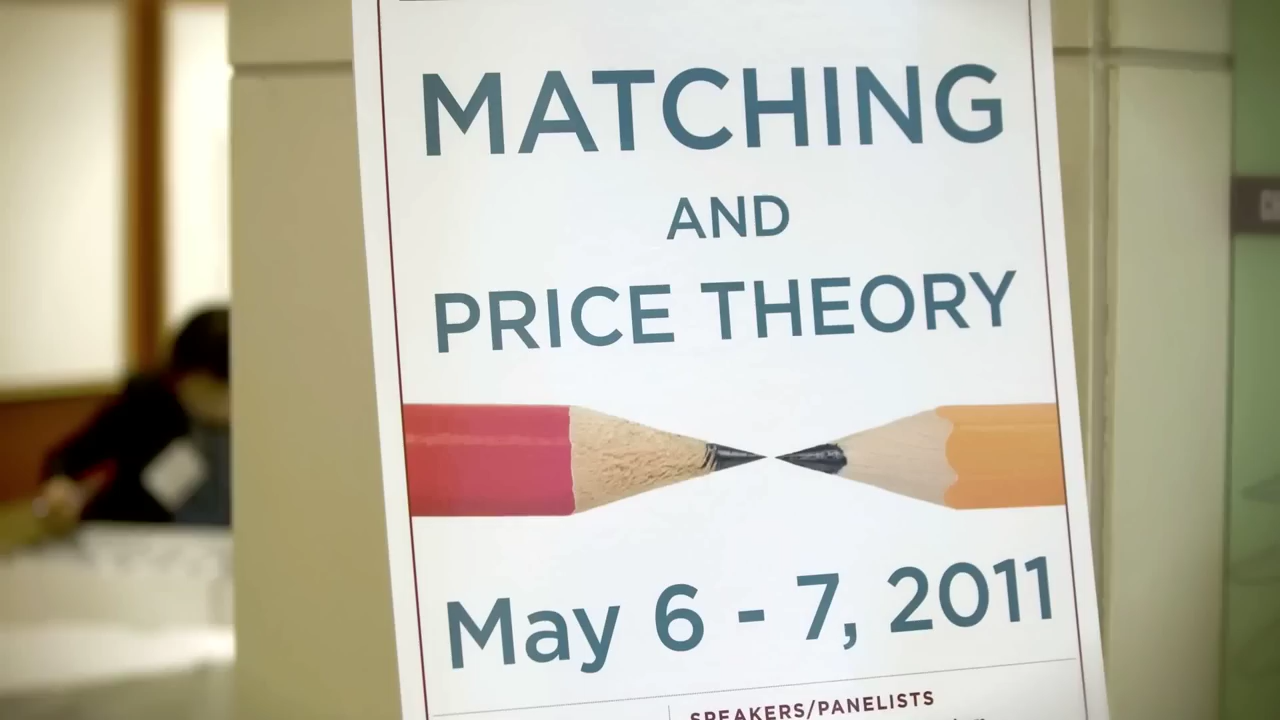 MATCHING
AND
PRICE THEORY
May 6 - 7, 2011
SPEAKERS/PANELISTS